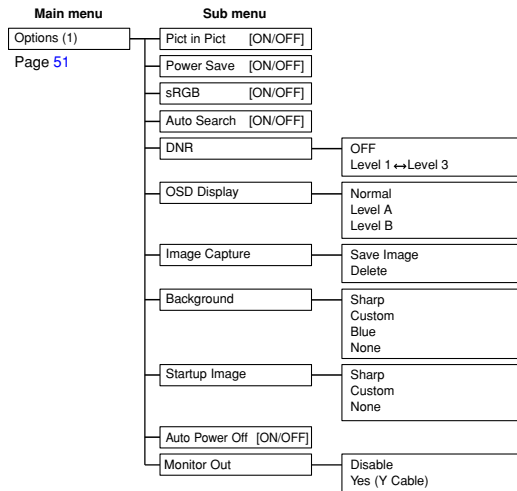 Main menu Sub menu
Options (1) Pict in Pict [ON/OFF]
Page 51
Power Save [ON/OFF]
sRGB [ON/OFF]
Auto Search [ON/OFF]
DNR OFF
Level 1↔Level 3
OSD Display Normal
Level A
Level B
Image Capture Save Image
Delete
Background Sharp
Custom
Blue
None
Startup Image Sharp
Custom
None
Auto Power Off [ON/OFF]
Monitor Out Disable
Yes (Y Cable)